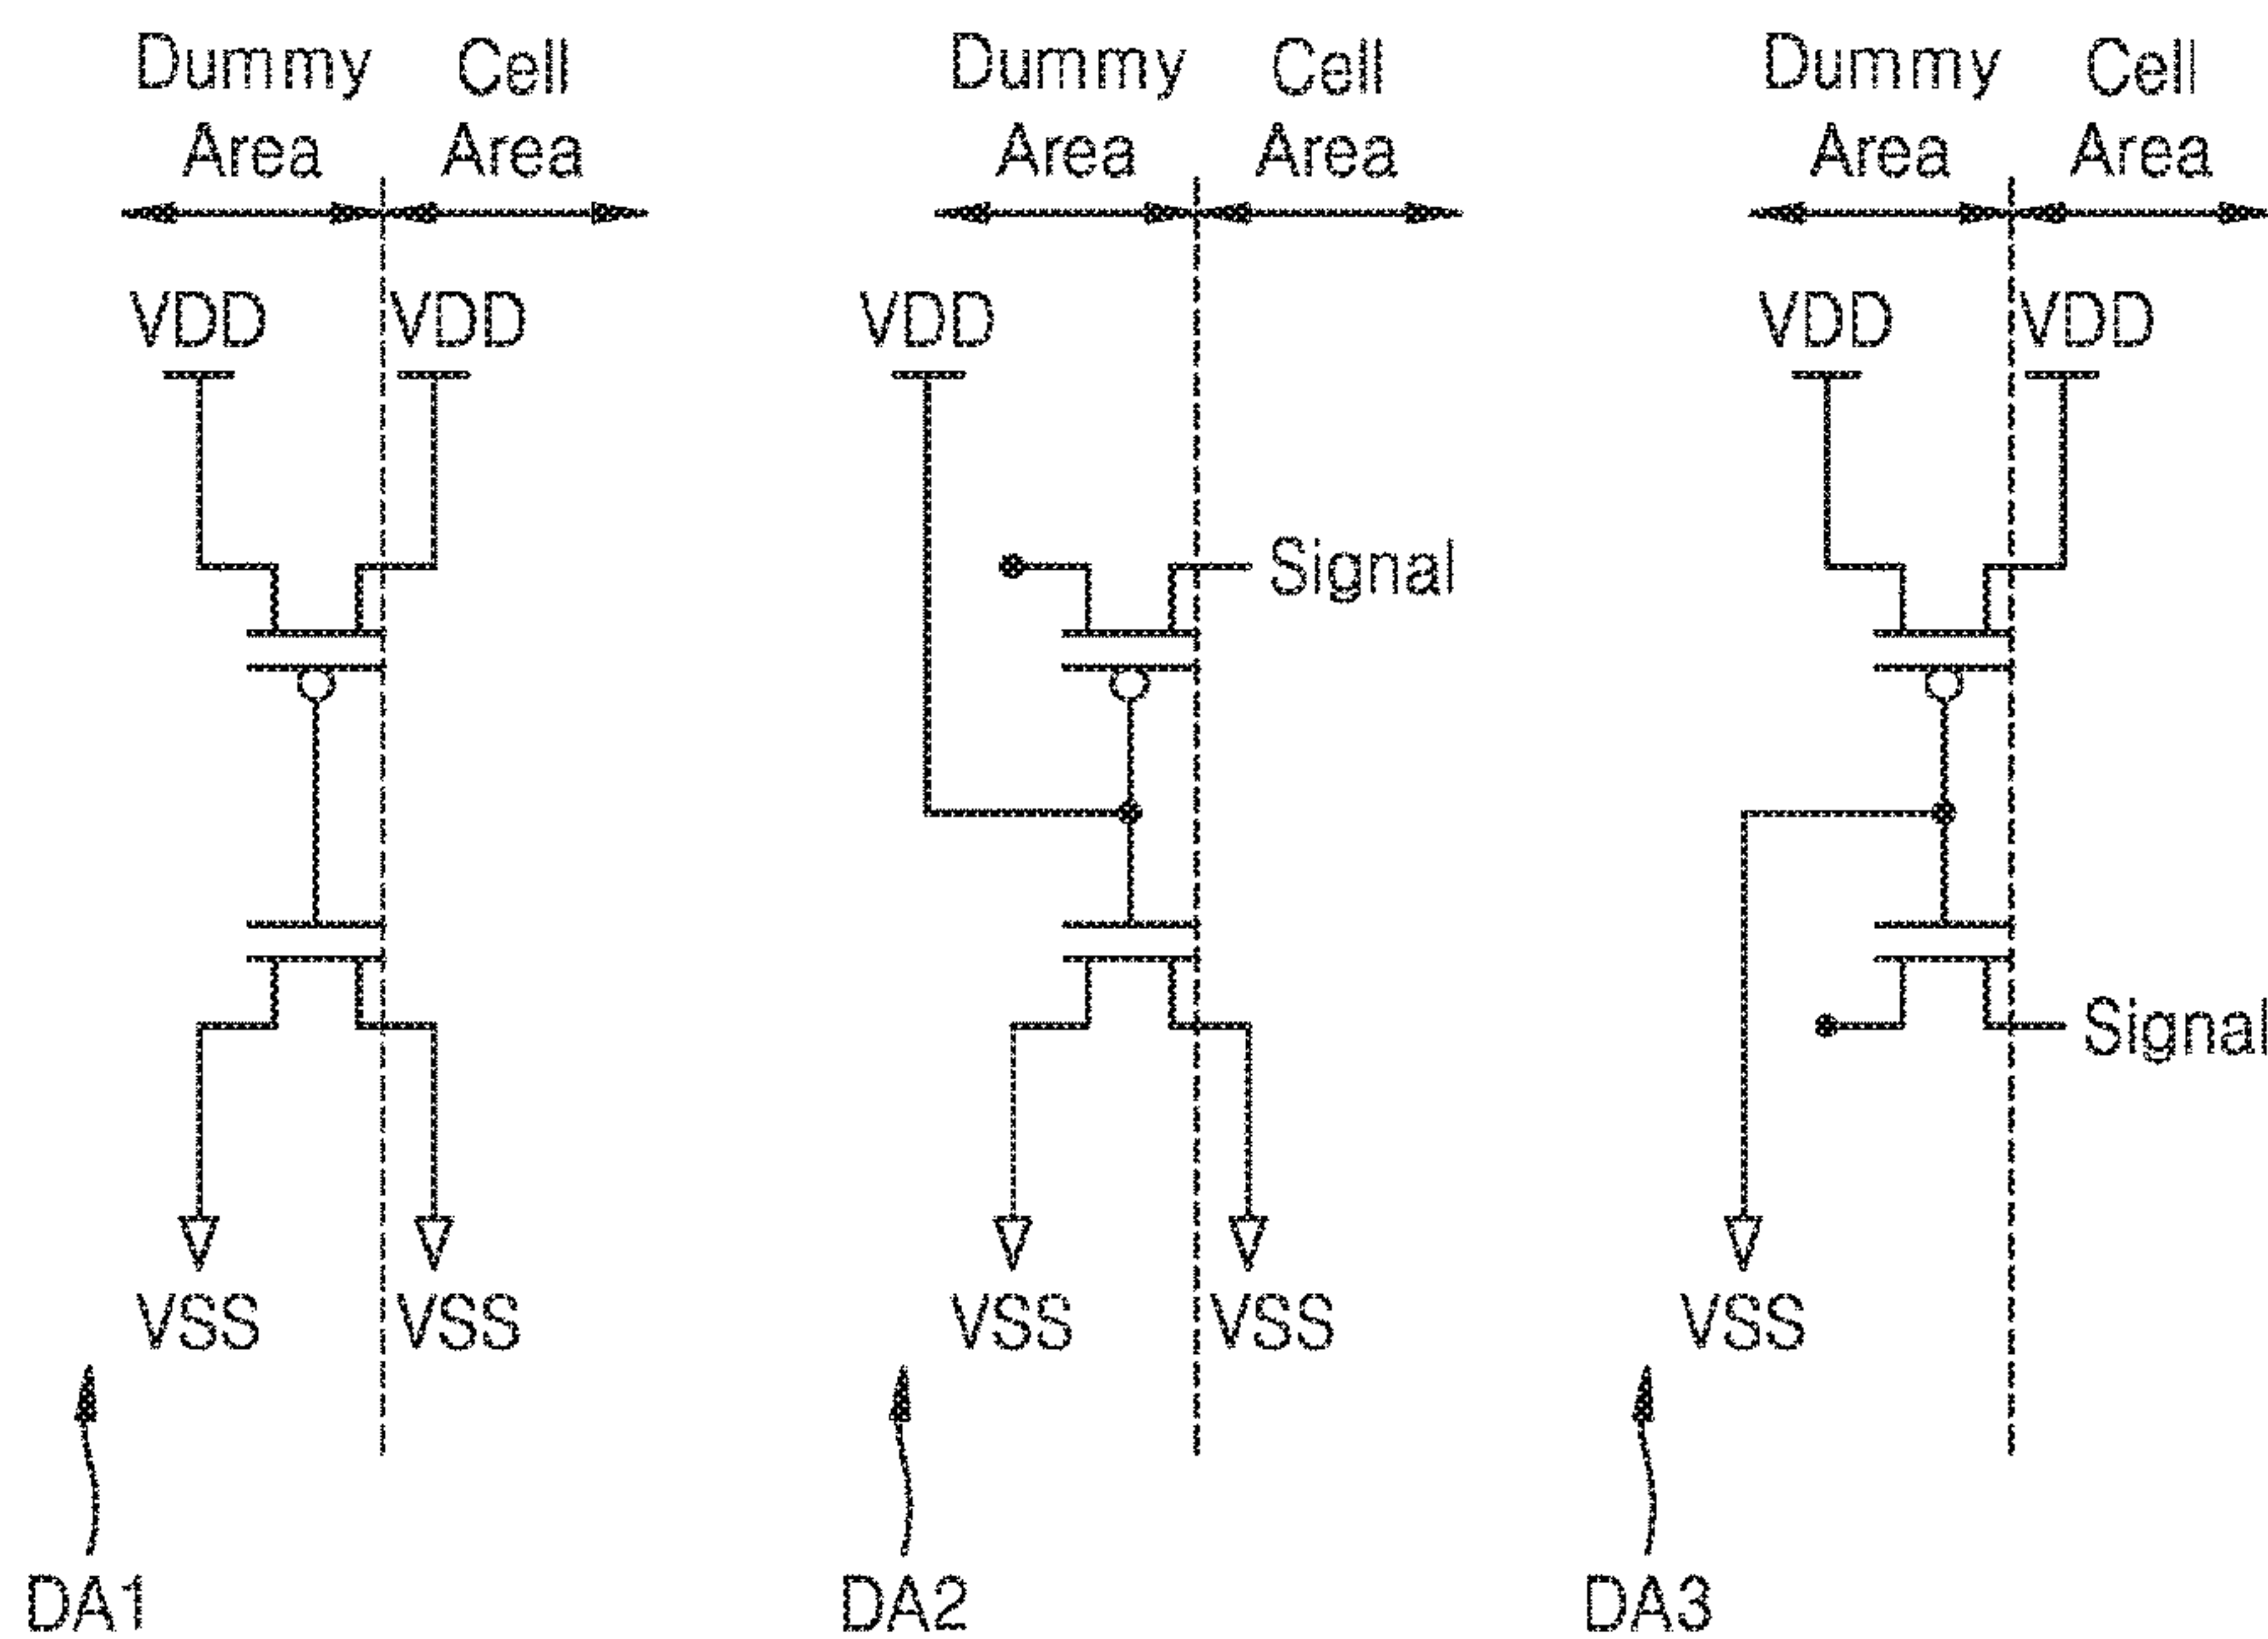 Dummy Cell
Area Area
VDD VDD
VSS VSS
DA1
Dummy Cell
Area Area
VDD
Signal
VSS VSS
DA2
Dummy Cell
Area Area
VDD VDD
Signal
VSS
DA3